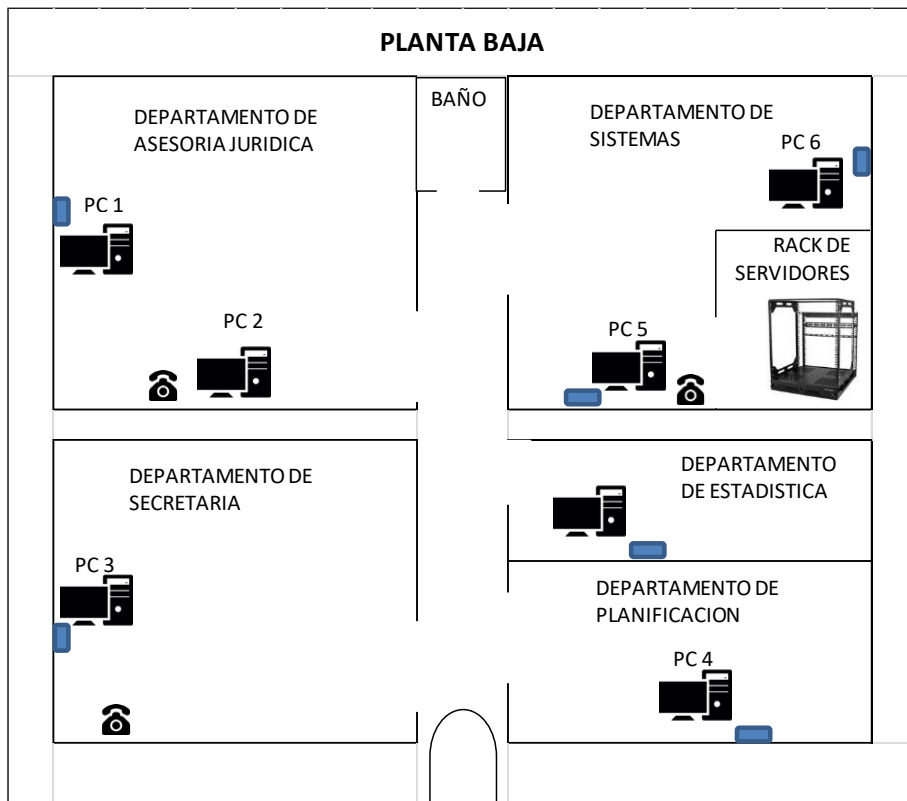 PLANTA BAJA
DEPARTAMENTO DE
ASESORIA JURIDICA
PC 1
PC 2
BAÑO
DEPARTAMENTO DE
SISTEMAS
PC 6
RACK DE
SERVIDORES
PC 5
DEPARTAMENTO DE
SECRETARIA
PC 3
DEPARTAMENTO
DE ESTADISTICA
DEPARTAMENTO DE
PLANIFICACION
PC 4